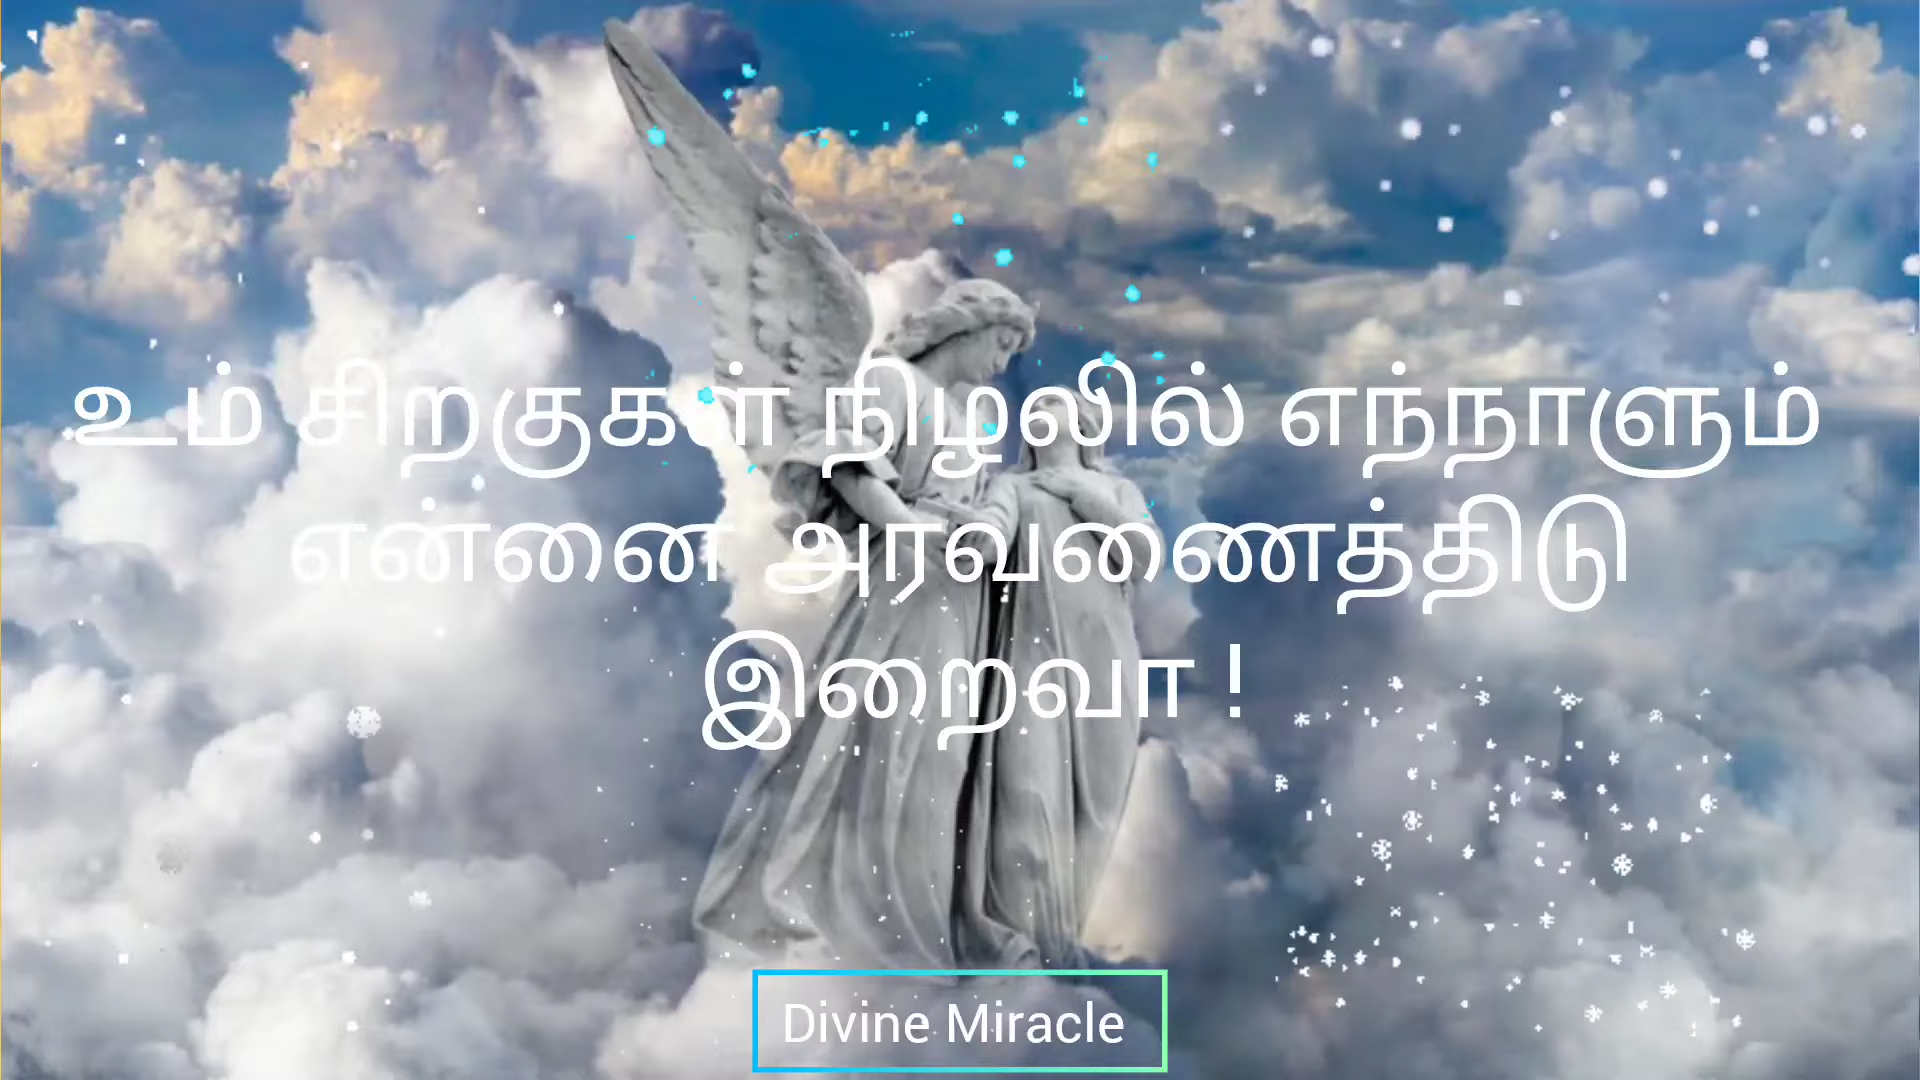 உம் சிறகுகள் நிழலில் எந்நாளும்
என்னை அரவணைத்திடு
இறைவா !
Divine Miracle